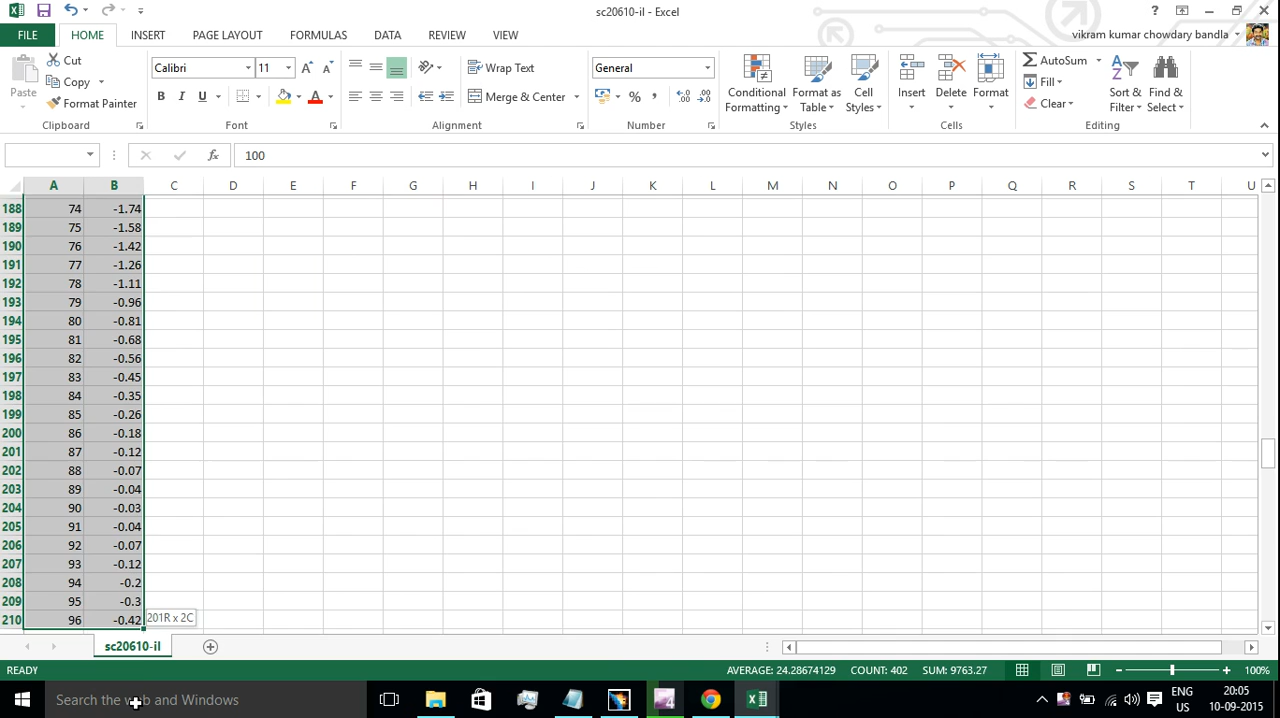 sc20610-il - Excel
FILE HOME INSERT PAGE LAYOUT FORMULAS DATA REVIEW VIEW vikram kumar chowdary bandla
Paste Cut Copy Format Painter
Calibri 11
B I U A
Wrap Text
Merge & Center
General
% ,
Conditional Formatting
Format as Table
Cell Styles
Insert Delete Format
AutoSum
Fill
Clear
Sort & Filter
Find & Select
Clipboard Font Alignment Number Styles Cells Editing
fx 100
A B C D E F G H I J K L M N O P Q R S T U
188 74 -1.74
189 75 -1.58
190 76 -1.42
191 77 -1.26
192 78 -1.11
193 79 -0.96
194 80 -0.81
195 81 -0.68
196 82 -0.56
197 83 -0.45
198 84 -0.35
199 85 -0.26
200 86 -0.18
201 87 -0.12
202 88 -0.07
203 89 -0.04
204 90 -0.03
205 91 -0.04
206 92 -0.07
207 93 -0.12
208 94 -0.2
209 95 -0.3
210 96 -0.42 201R x 2C
sc20610-il
READY AVERAGE: 24.28674129 COUNT: 402 SUM: 9763.27 100%
Search the web and Windows
ENG 20:05
US 10-09-2015